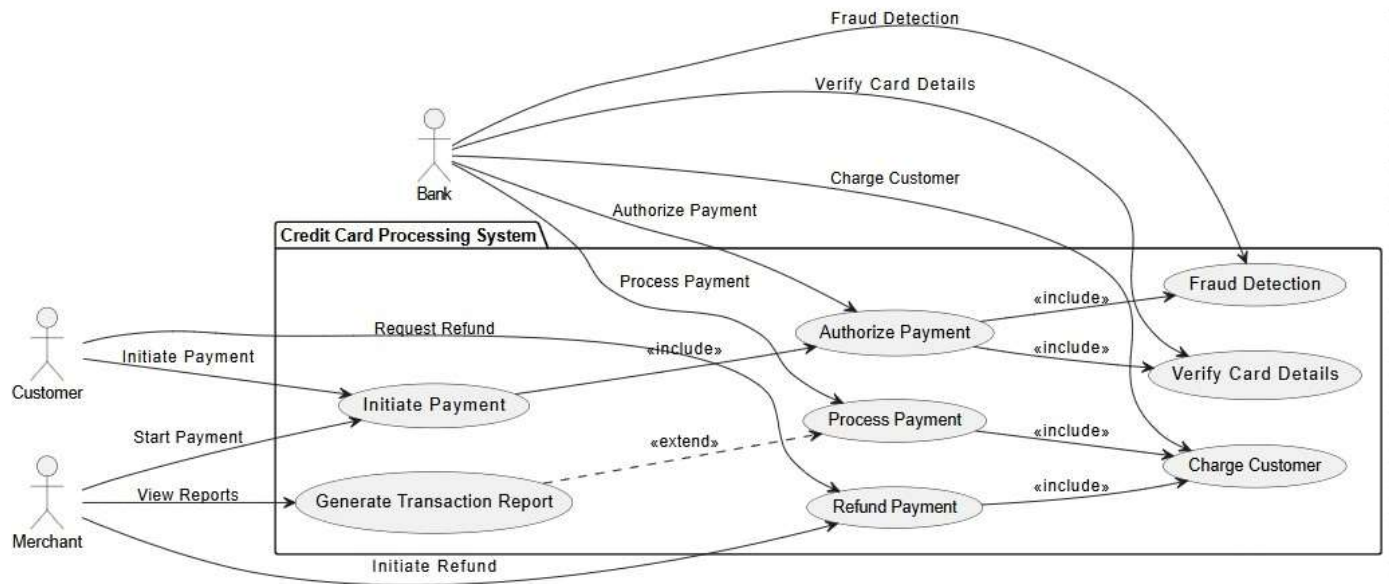 Fraud Detection
Verify Card Details
Bank
Charge Customer
Authorize Payment
Credit Card Processing System
Process Payment
Fraud Detection
«include»
Request Refund
Authorize Payment
«include»
«include»
Initiate Payment
Verify Card Details
Customer
Initiate Payment
Process Payment
«include»
Start Payment
«extend»
Charge Customer
View Reports
Generate Transaction Report
«include»
Refund Payment
Merchant
Initiate Refund